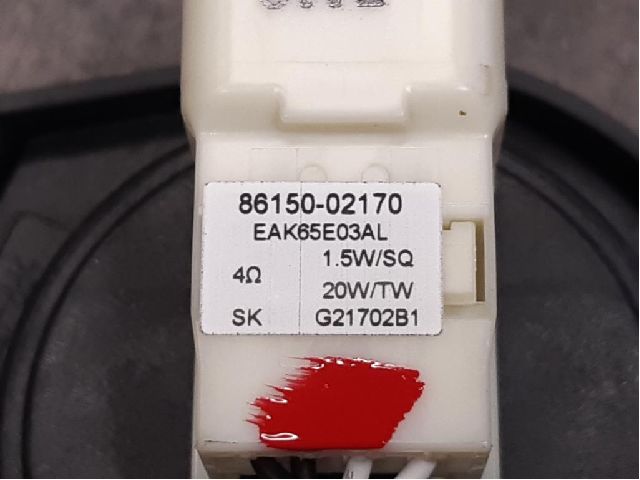 86150-02170
EAK65E03AL
4Ω 1.5W/SQ
20W/TW
SK G21702B1